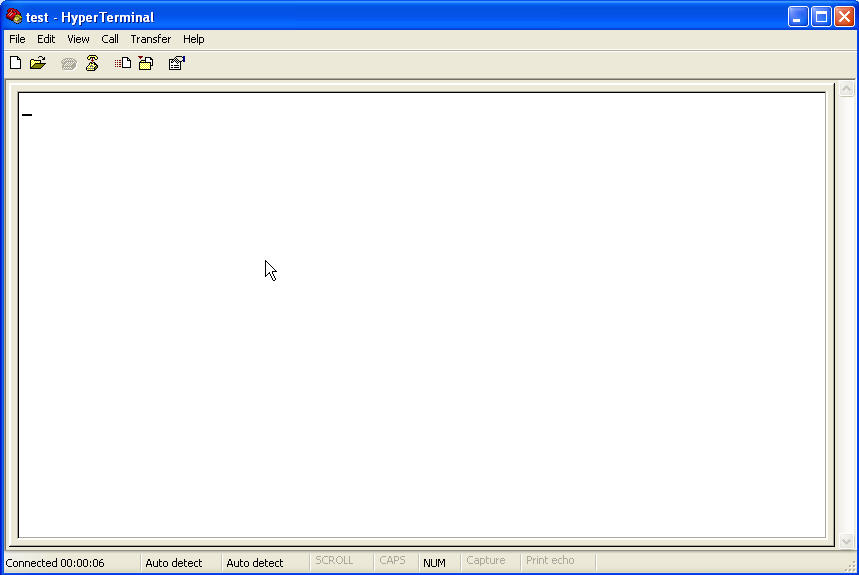 test - HyperTerminal
File Edit View Call Transfer Help
Connected 00:00:06 Auto detect Auto detect SCROLL CAPS NUM Capture Print echo